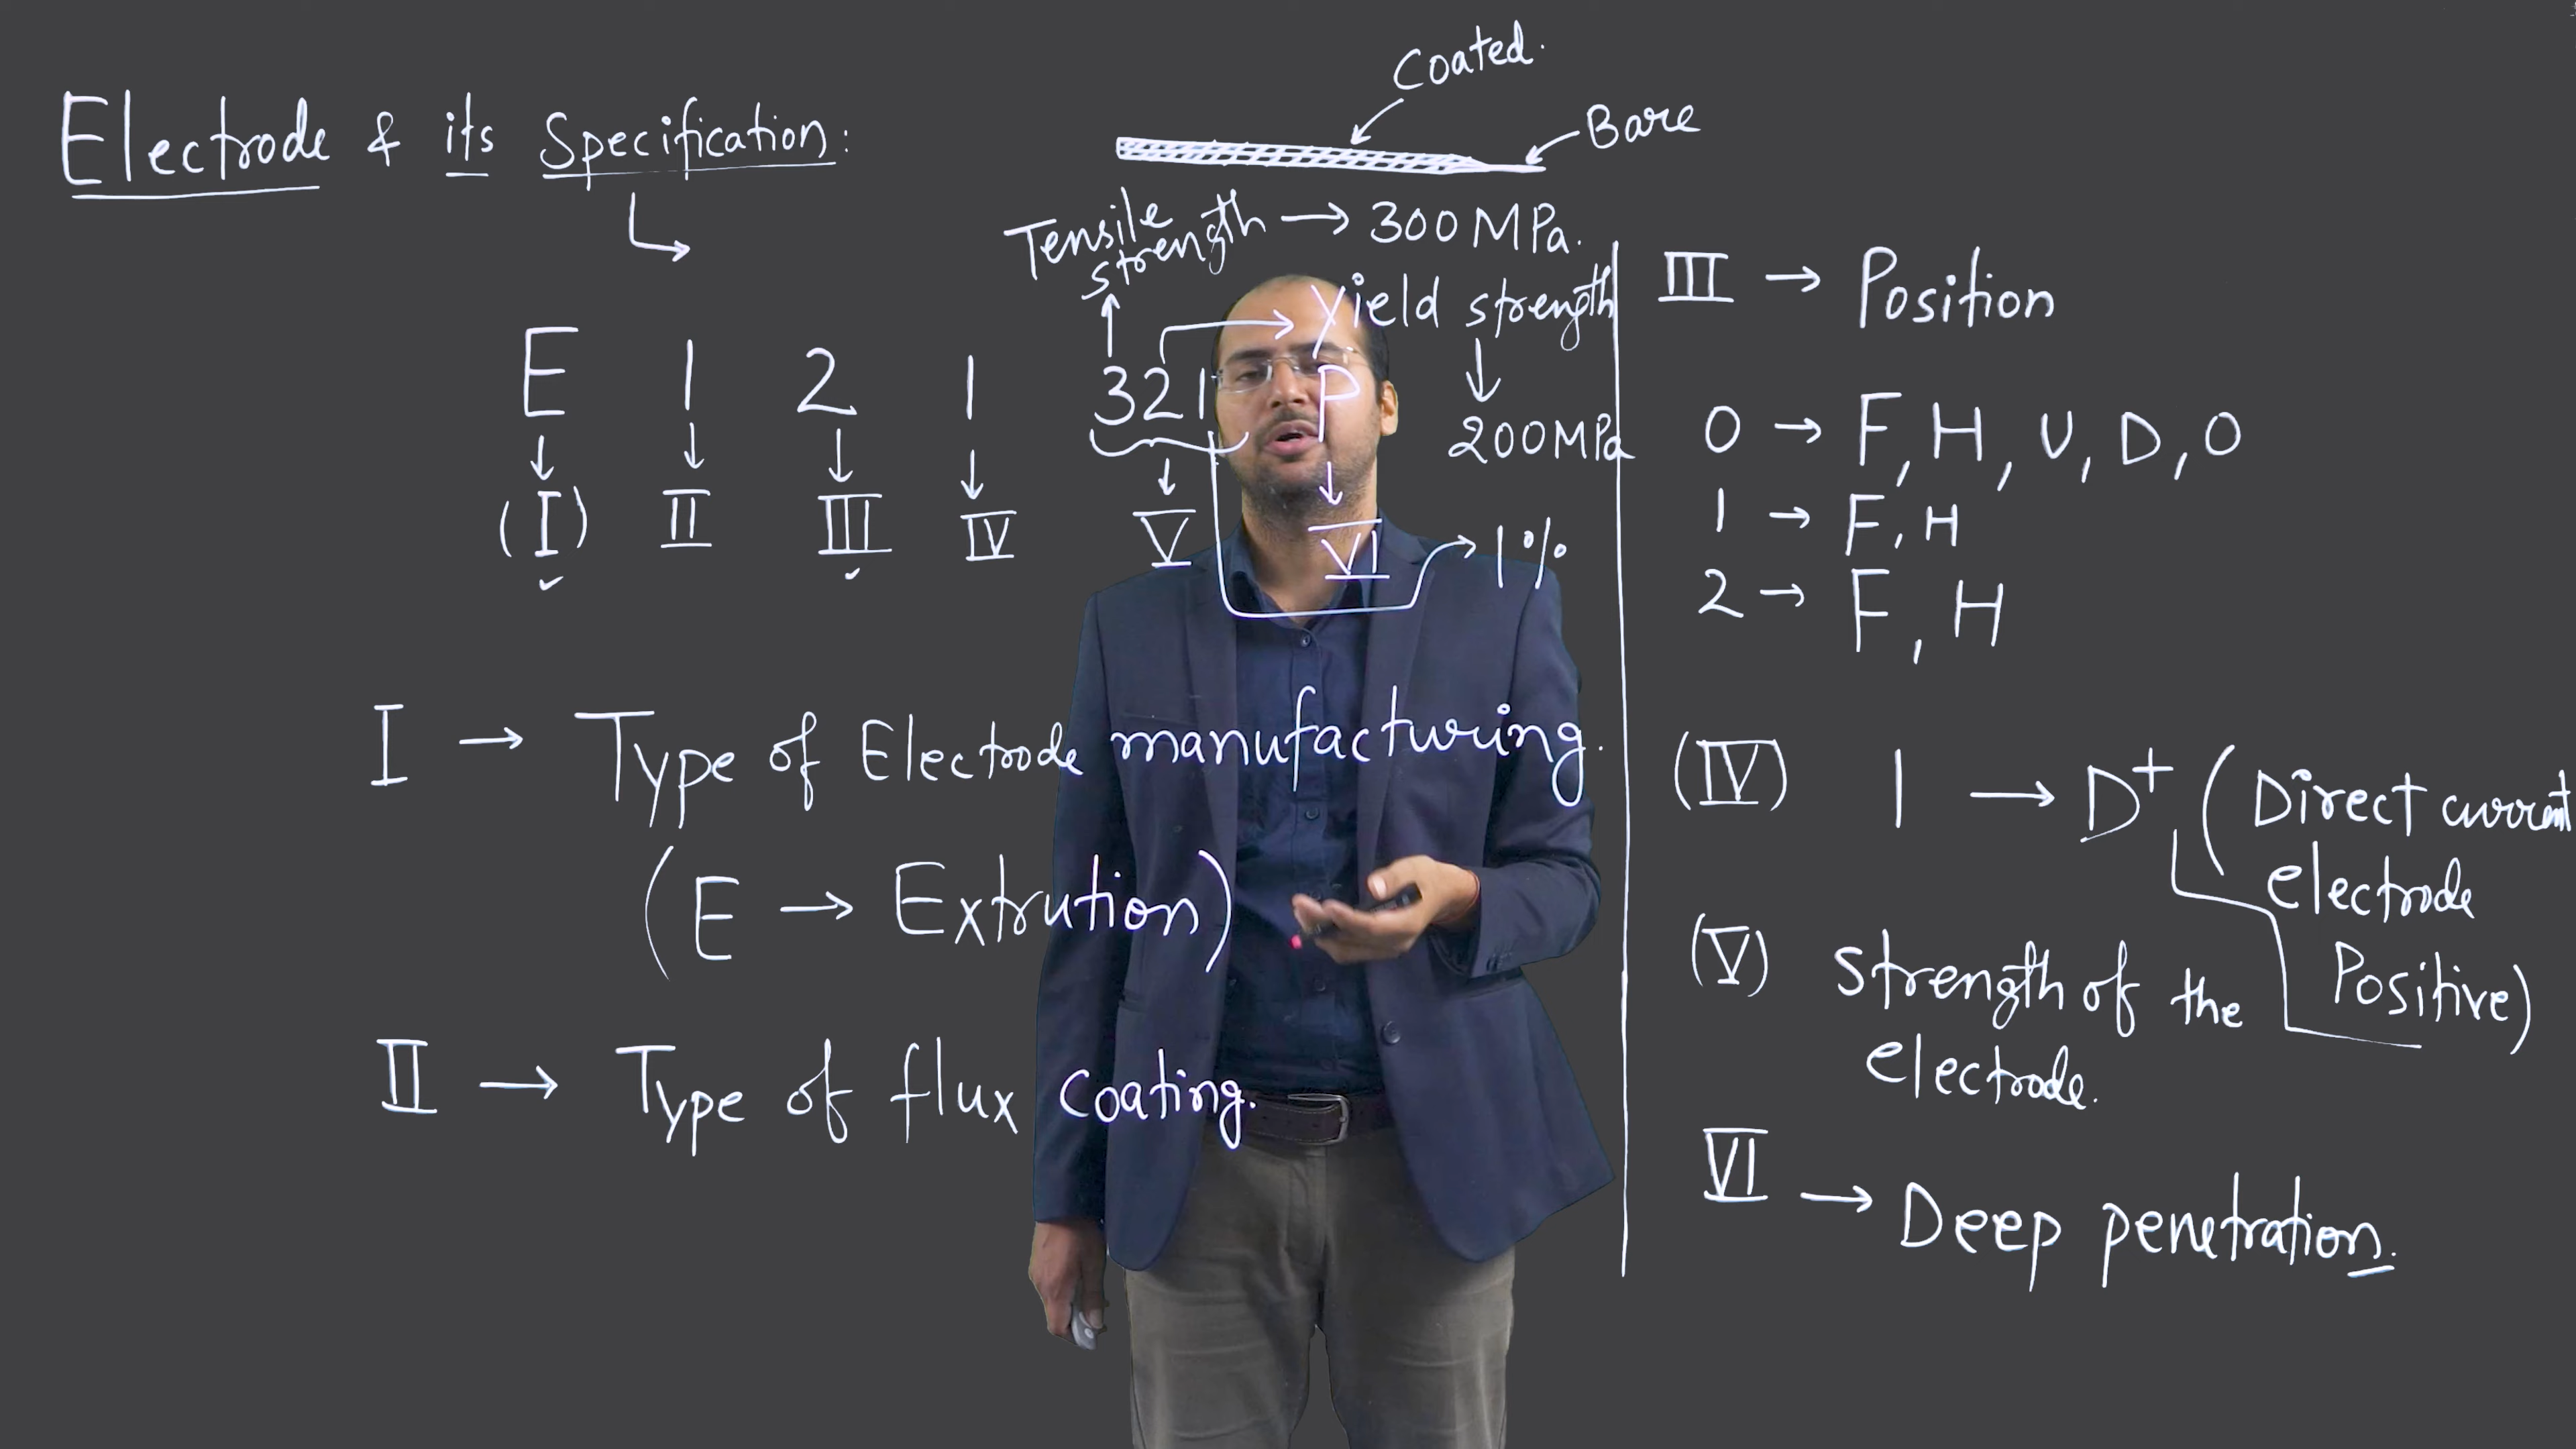 Electrode & its Specification:
Coated.
Bare
Tensile strength → 300 MPa.
Yield strength
200 MPa
E 1 2 1 321 P
(I) II III IV V VI
1%
I → Type of Electrode manufacturing.
(E → Extrution)
II → Type of flux coating.
III → Position
0 → F, H, U, D, O
1 → F, H
2 → F, H
(IV) 1 → D+ (Direct current
electrode
Positive)
(V) Strength of the
electrode.
VI → Deep penetration.